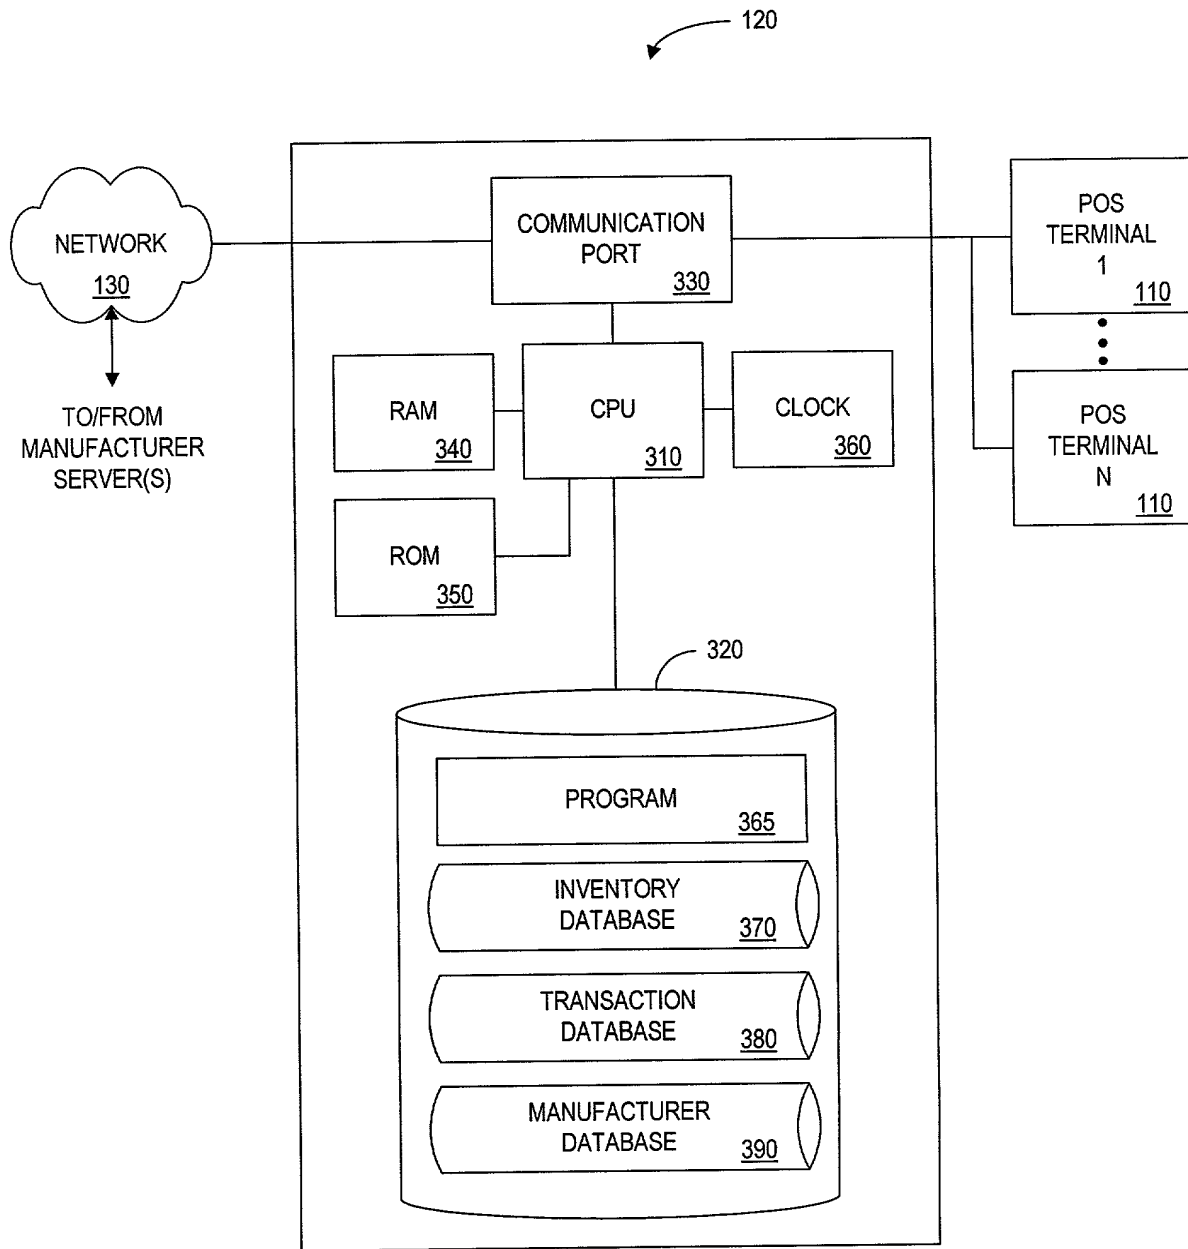 120
NETWORK
130
TO/FROM
MANUFACTURER
SERVER(S)
COMMUNICATION
PORT
330
POS
TERMINAL
1
110
RAM
340
CPU
310
CLOCK
360
POS
TERMINAL
N
110
ROM
350
320
PROGRAM
365
INVENTORY
DATABASE
370
TRANSACTION
DATABASE
380
MANUFACTURER
DATABASE
390